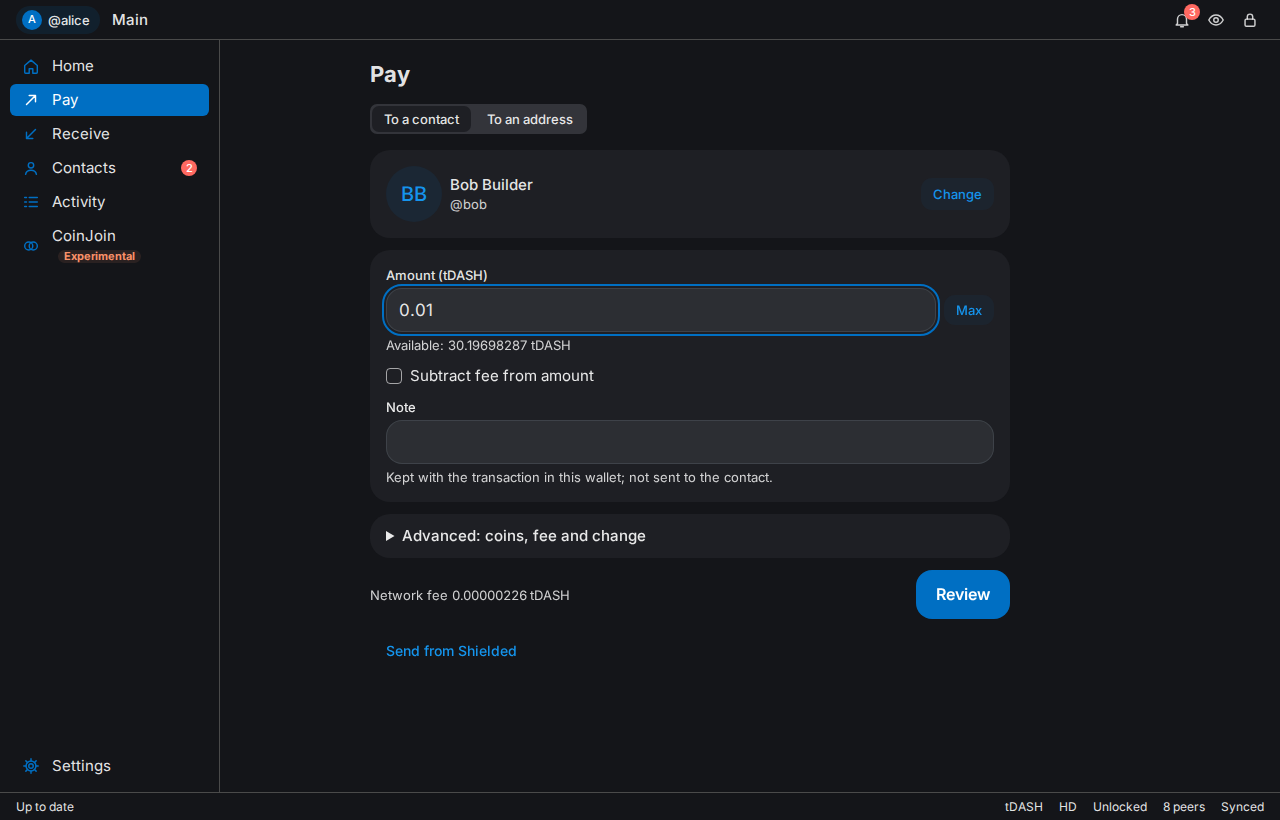 A @alice Main 3
Home
Pay
Receive
Contacts 2
Activity
CoinJoin
Experimental
Settings
Pay
To a contact To an address
BB Bob Builder
@bob
Change
Amount (tDASH)
0.01 Max
Available: 30.19698287 tDASH
Subtract fee from amount
Note
Kept with the transaction in this wallet; not sent to the contact.
Advanced: coins, fee and change
Network fee 0.00000226 tDASH Review
Send from Shielded
Up to date tDASH HD Unlocked 8 peers Synced